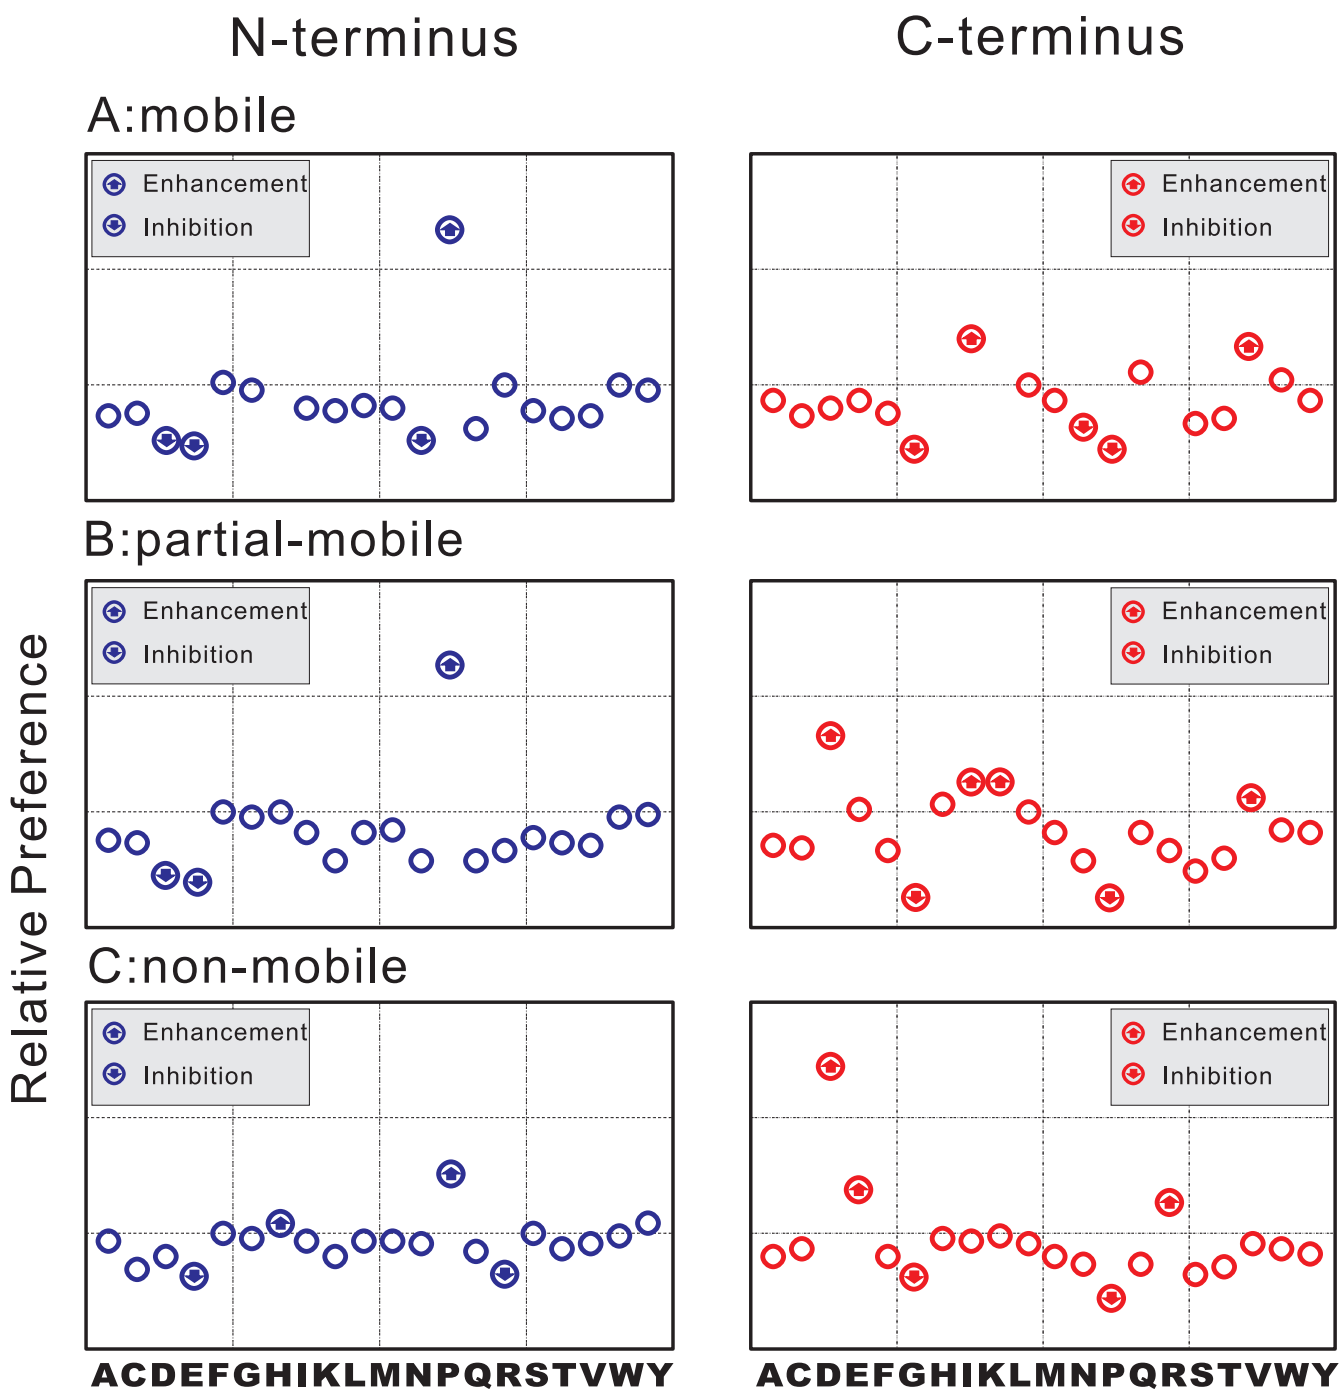 N-terminus
C-terminus
A:mobile
Enhancement
Inhibition
Enhancement
Inhibition
B:partial-mobile
Enhancement
Inhibition
Enhancement
Inhibition
C:non-mobile
Enhancement
Inhibition
Enhancement
Inhibition
Relative Preference
ACDEFGHIKLMNPQRSTVWY
ACDEFGHIKLMNPQRSTVWY